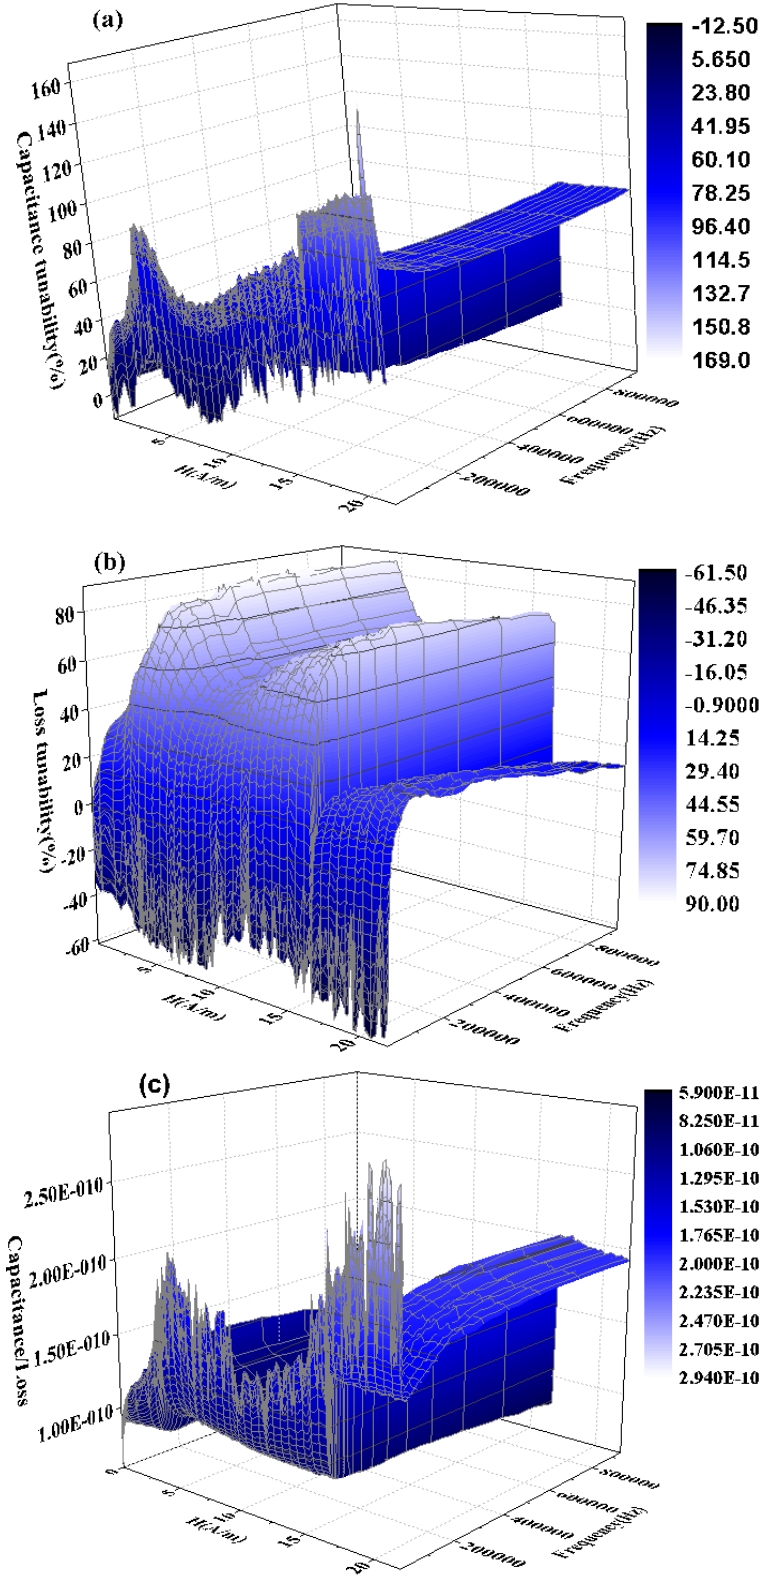 (a)
160
140
120
100
80
60
40
20
0
Capacitance tunability(%)
5
10
15
20
H(A/m)
200000
400000
600000
800000
Frequency(Hz)
-12.50
5.650
23.80
41.95
60.10
78.25
96.40
114.5
132.7
150.8
169.0
(b)
80
60
40
20
0
-20
-40
-60
Loss tunability(%)
5
10
15
20
H(A/m)
200000
400000
600000
800000
Frequency(Hz)
-61.50
-46.35
-31.20
-16.05
-0.9000
14.25
29.40
44.55
59.70
74.85
90.00
(c)
2.50E-010
2.00E-010
1.50E-010
1.00E-010
Capacitance/Loss
0
5
10
15
20
H(A/m)
200000
400000
600000
800000
Frequency(Hz)
5.900E-11
8.250E-11
1.060E-10
1.295E-10
1.530E-10
1.765E-10
2.000E-10
2.235E-10
2.470E-10
2.705E-10
2.940E-10